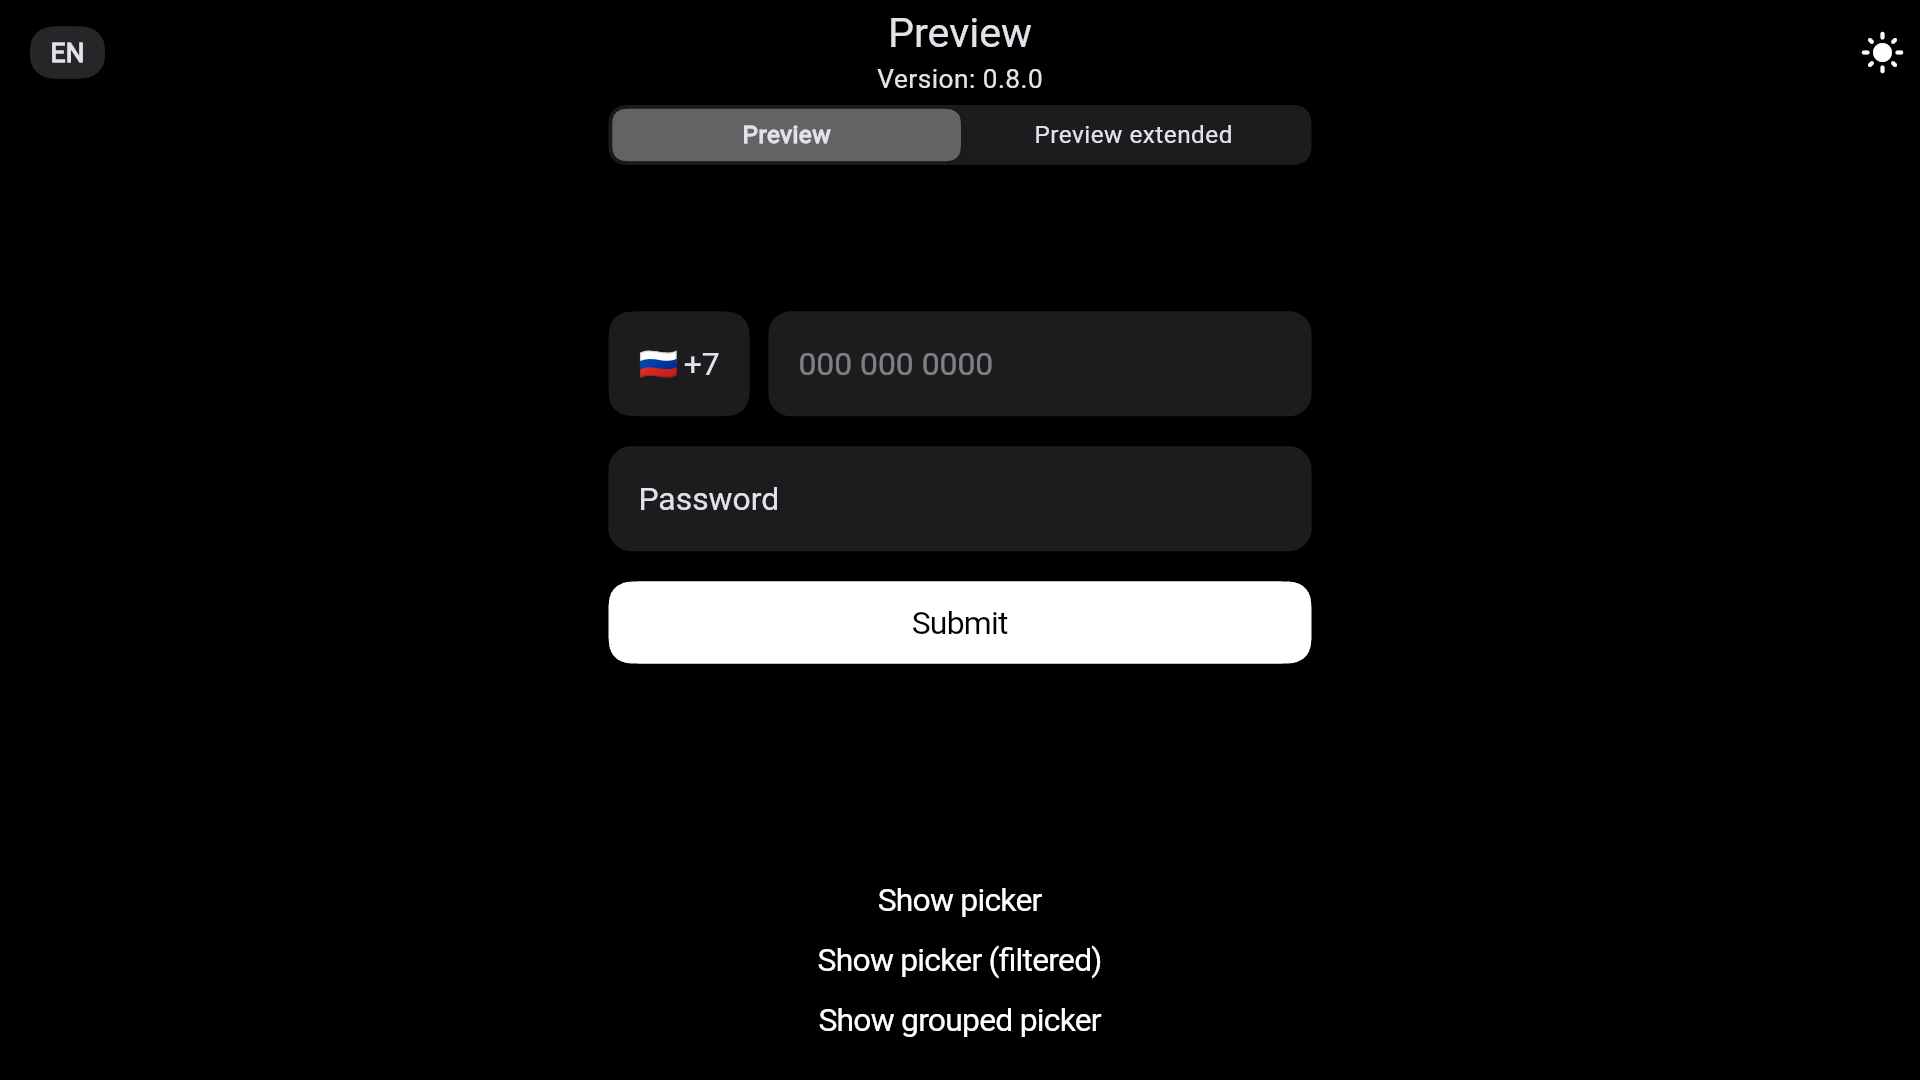 EN
Preview
Version: 0.8.0
Preview
Preview extended
+7
000 000 0000
Password
Submit
Show picker
Show picker (filtered)
Show grouped picker